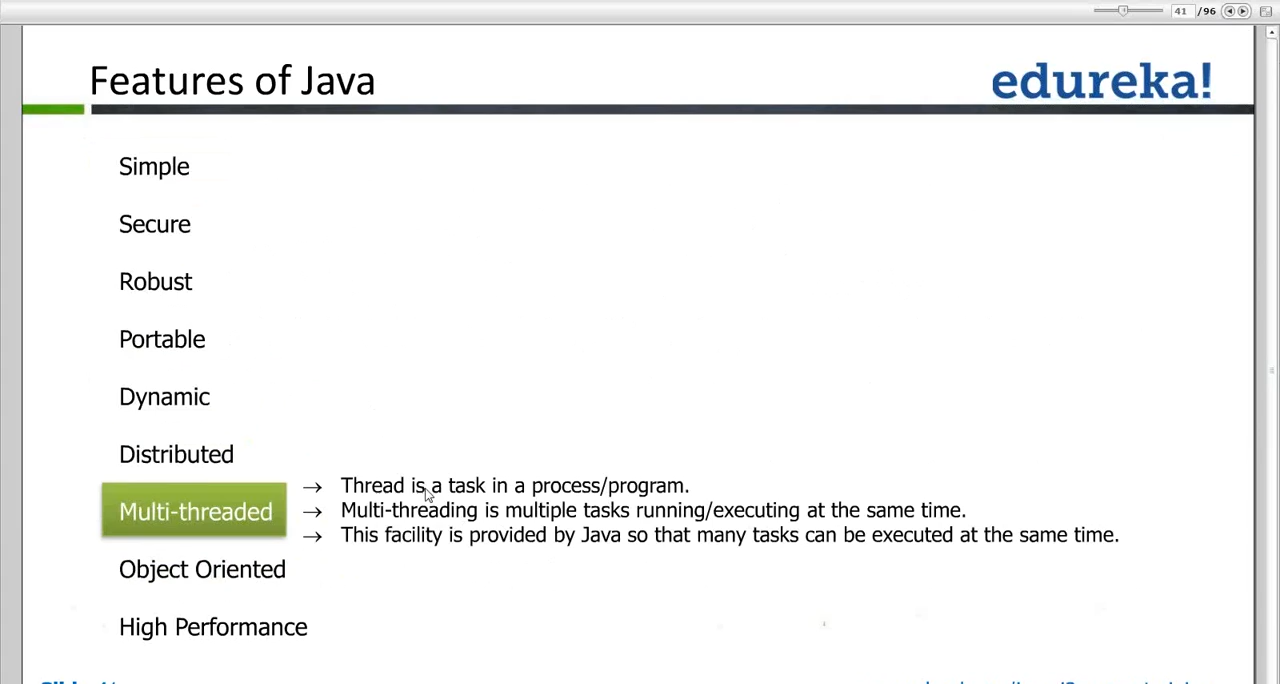 41 /96
Features of Java
edureka!
Simple
Secure
Robust
Portable
Dynamic
Distributed
Multi-threaded
→ Thread is a task in a process/program.
→ Multi-threading is multiple tasks running/executing at the same time.
→ This facility is provided by Java so that many tasks can be executed at the same time.
Object Oriented
High Performance